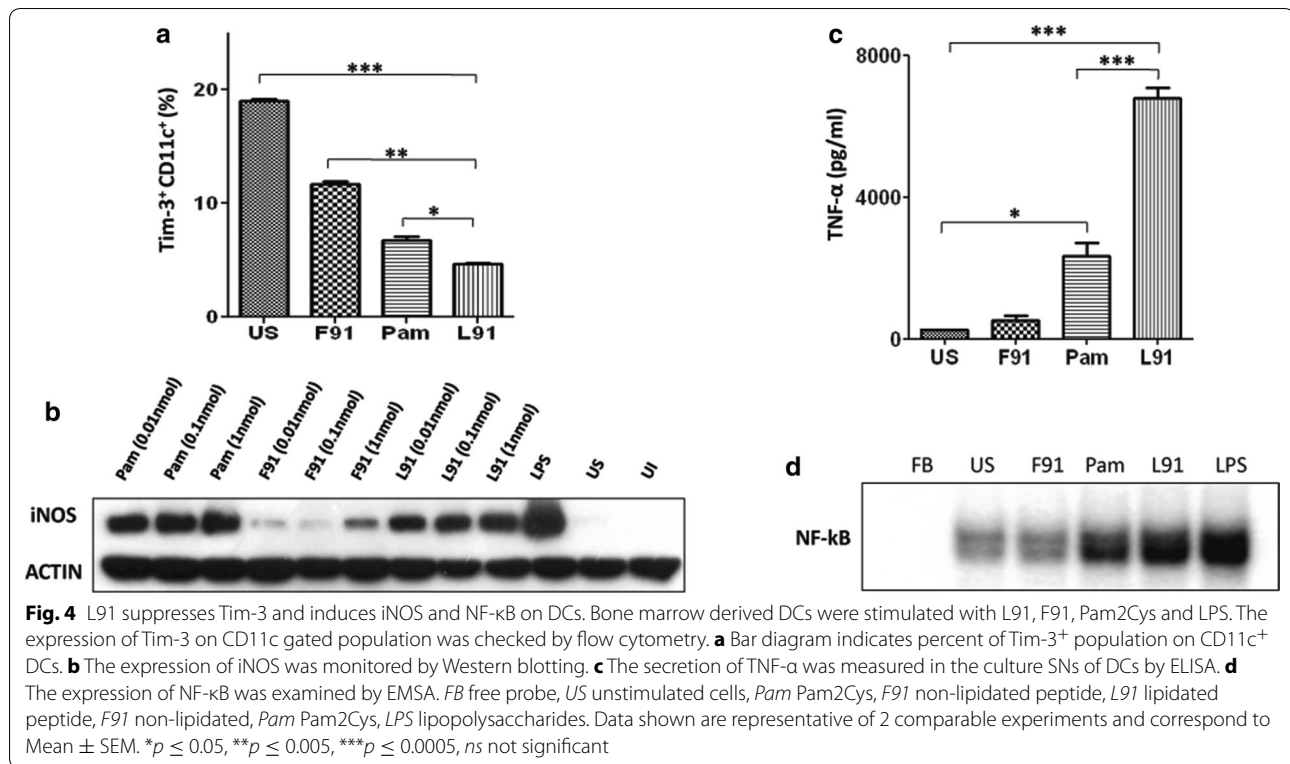 a
***
**
*
Tim-3⁺ CD11c⁺ (%)
20
10
0
US F91 Pam L91
c
***
***
*
TNF-α (pg/ml)
8000
4000
0
US F91 Pam L91
b
Pam (0.01nmol) Pam (0.1nmol) Pam (1nmol) F91 (0.01nmol) F91 (0.1nmol) F91 (1nmol) L91 (0.01nmol) L91 (0.1nmol) L91 (1nmol) LPS US UI
iNOS
ACTIN
d
FB US F91 Pam L91 LPS
NF-kB
Fig. 4 L91 suppresses Tim-3 and induces iNOS and NF-κB on DCs. Bone marrow derived DCs were stimulated with L91, F91, Pam2Cys and LPS. The
expression of Tim-3 on CD11c gated population was checked by flow cytometry. a Bar diagram indicates percent of Tim-3⁺ population on CD11c⁺
DCs. b The expression of iNOS was monitored by Western blotting. c The secretion of TNF-α was measured in the culture SNs of DCs by ELISA. d
The expression of NF-κB was examined by EMSA. FB free probe, US unstimulated cells, Pam Pam2Cys, F91 non-lipidated peptide, L91 lipidated
peptide, F91 non-lipidated, Pam Pam2Cys, LPS lipopolysaccharides. Data shown are representative of 2 comparable experiments and correspond to
Mean ± SEM. *p ≤ 0.05, **p ≤ 0.005, ***p ≤ 0.0005, ns not significant